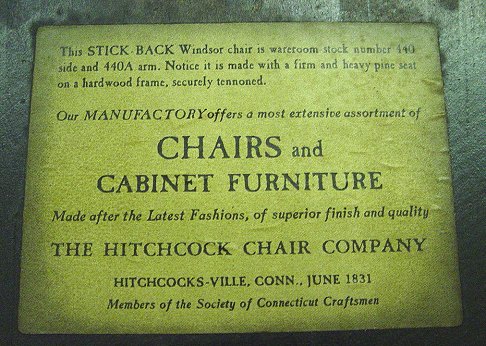 This STICK BACK Windsor chair is wareroom stock number 440
side and 440A arm. Notice it is made with a firm and heavy pine seat
on a hardwood frame, securely tennoned.
Our MANUFACTORY offers a most extensive assortment of
CHAIRS and
CABINET FURNITURE
Made after the Latest Fashions, of superior finish and quality
THE HITCHCOCK CHAIR COMPANY
HITCHCOCKS-VILLE, CONN., JUNE 1831
Members of the Society of Connecticut Craftsmen